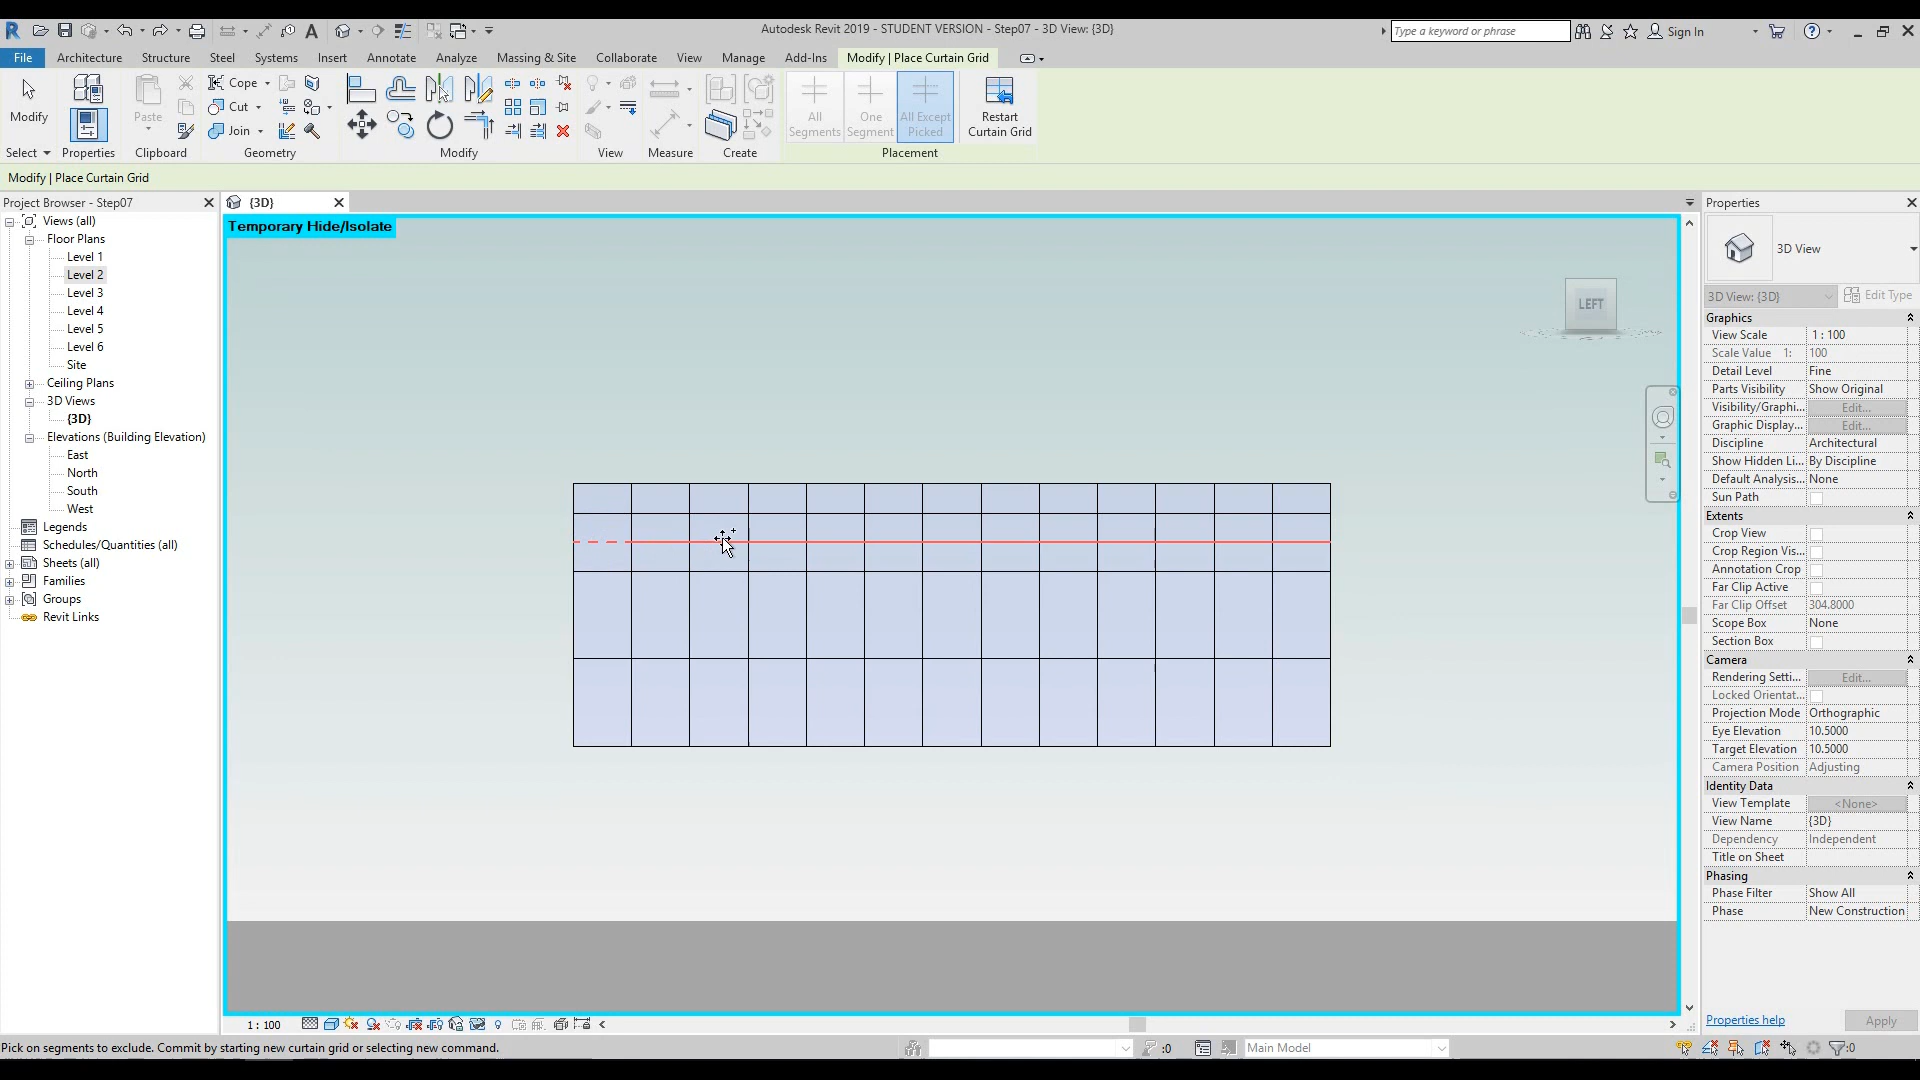 Autodesk Revit 2019 - STUDENT VERSION - Step07 - 3D View: {3D}
Type a keyword or phrase
Sign In
File
Architecture
Structure
Steel
Systems
Insert
Annotate
Analyze
Massing & Site
Collaborate
View
Manage
Add-Ins
Modify | Place Curtain Grid
Modify
Paste
Cope
Cut
Join
All Segments
One Segment
All Except Picked
Restart Curtain Grid
Select
Properties
Clipboard
Geometry
Modify
View
Measure
Create
Placement
Modify | Place Curtain Grid
Project Browser - Step07
Views (all)
Floor Plans
Level 1
Level 2
Level 3
Level 4
Level 5
Level 6
Site
Ceiling Plans
3D Views
{3D}
Elevations (Building Elevation)
East
North
South
West
Legends
Schedules/Quantities (all)
Sheets (all)
Families
Groups
Revit Links
{3D}
Temporary Hide/Isolate
LEFT
Properties
3D View
3D View: {3D}
Edit Type
Graphics
View Scale 1 : 100
Scale Value 1: 100
Detail Level Fine
Parts Visibility Show Original
Visibility/Graphi... Edit...
Graphic Display... Edit...
Discipline Architectural
Show Hidden Li... By Discipline
Default Analysis... None
Sun Path
Extents
Crop View
Crop Region Vis...
Annotation Crop
Far Clip Active
Far Clip Offset 304.8000
Scope Box None
Section Box
Camera
Rendering Setti... Edit...
Locked Orientat...
Projection Mode Orthographic
Eye Elevation 10.5000
Target Elevation 10.5000
Camera Position Adjusting
Identity Data
View Template <None>
View Name {3D}
Dependency Independent
Title on Sheet
Phasing
Phase Filter Show All
Phase New Construction
Properties help
Apply
1 : 100
Pick on segments to exclude. Commit by starting new curtain grid or selecting new command.
:0
Main Model
:0